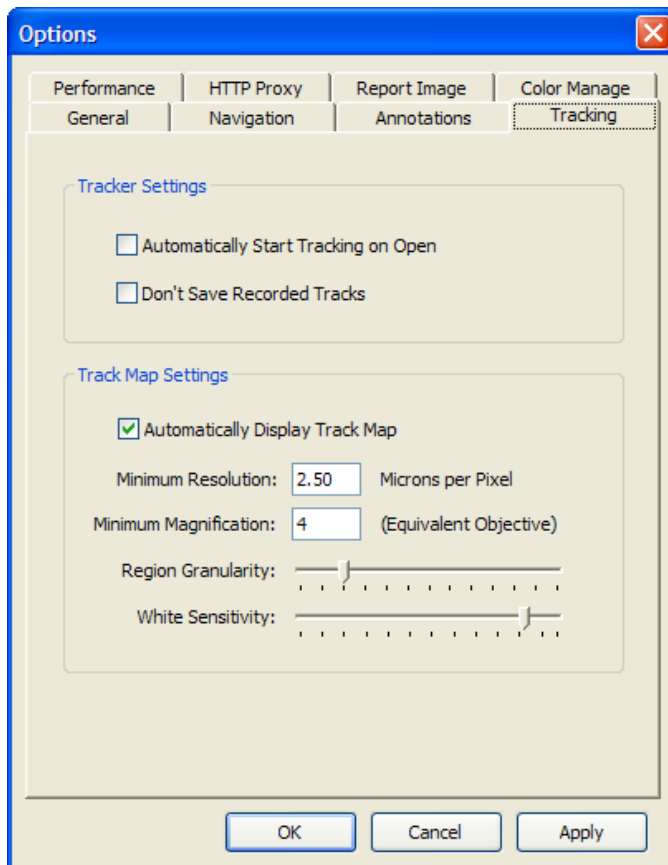 Options
Performance HTTP Proxy Report Image Color Manage
General Navigation Annotations Tracking
Tracker Settings
Automatically Start Tracking on Open
Don't Save Recorded Tracks
Track Map Settings
Automatically Display Track Map
Minimum Resolution: 2.50 Microns per Pixel
Minimum Magnification: 4 (Equivalent Objective)
Region Granularity:
White Sensitivity:
OK Cancel Apply